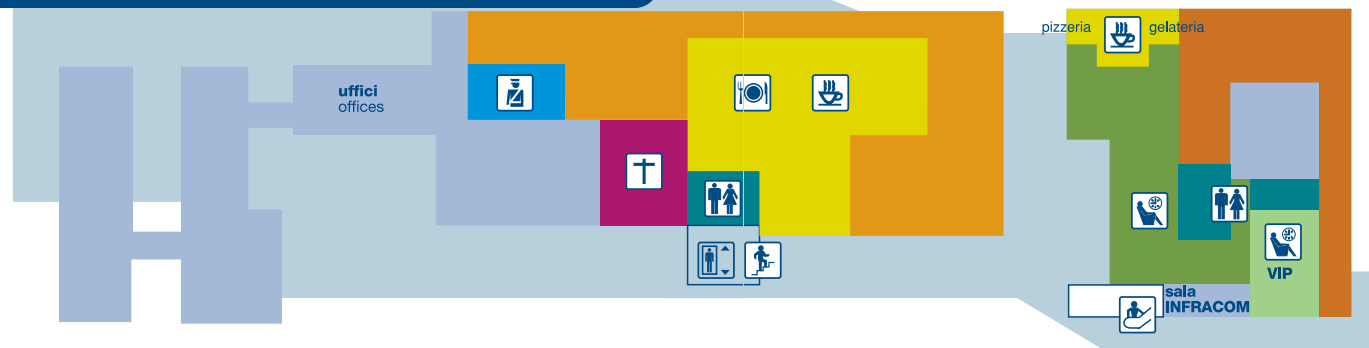 pizzeria
gelateria
uffici
offices
VIP
sala
INFRACOM